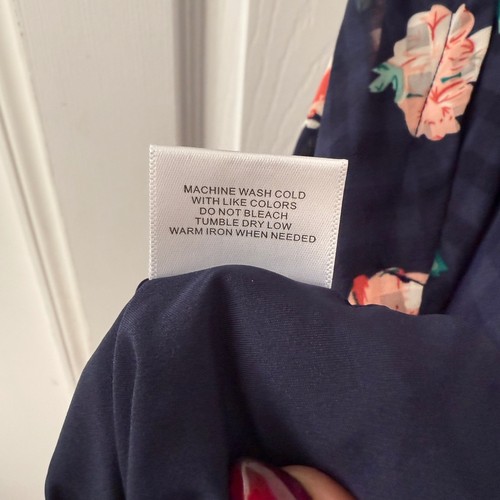 MACHINE WASH COLD
WITH LIKE COLORS
DO NOT BLEACH
TUMBLE DRY LOW
WARM IRON WHEN NEEDED